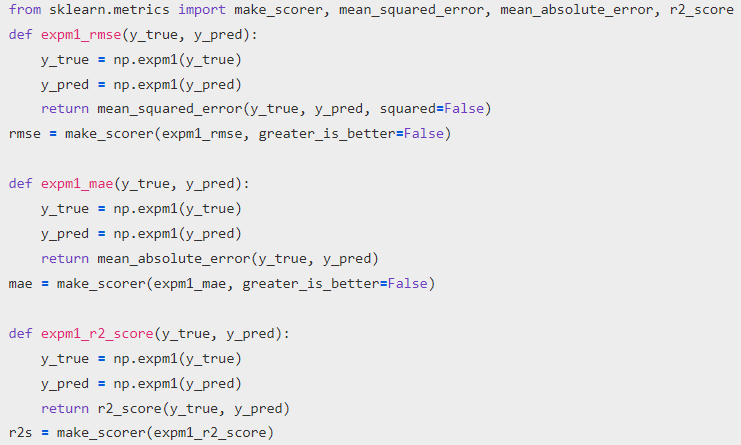 from sklearn.metrics import make_scorer, mean_squared_error, mean_absolute_error, r2_score
def expm1_rmse(y_true, y_pred):
    y_true = np.expm1(y_true)
    y_pred = np.expm1(y_pred)
    return mean_squared_error(y_true, y_pred, squared=False)
rmse = make_scorer(expm1_rmse, greater_is_better=False)

def expm1_mae(y_true, y_pred):
    y_true = np.expm1(y_true)
    y_pred = np.expm1(y_pred)
    return mean_absolute_error(y_true, y_pred)
mae = make_scorer(expm1_mae, greater_is_better=False)

def expm1_r2_score(y_true, y_pred):
    y_true = np.expm1(y_true)
    y_pred = np.expm1(y_pred)
    return r2_score(y_true, y_pred)
r2s = make_scorer(expm1_r2_score)